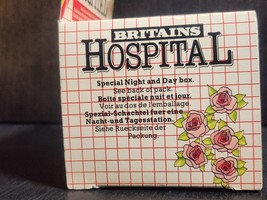 BRITAINS
HOSPITAL
Special Night and Day box.
See back of pack.
Boite spéciale nuit et jour.
Voir au dos de l'emballage.
Spezial-Schachtel fuer eine
Nacht-und Tagesstation.
Siehe Rueckseite der
Packung.